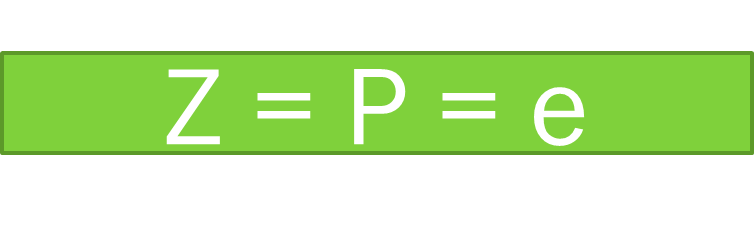 Z = P = e